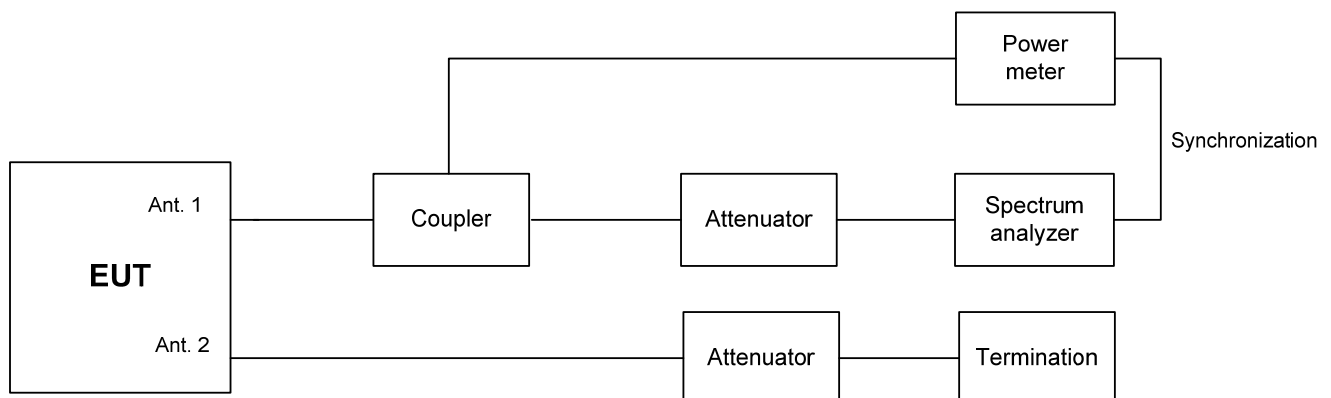 Power
meter
Synchronization
Ant. 1
Coupler
Attenuator
Spectrum
analyzer
EUT
Ant. 2
Attenuator
Termination